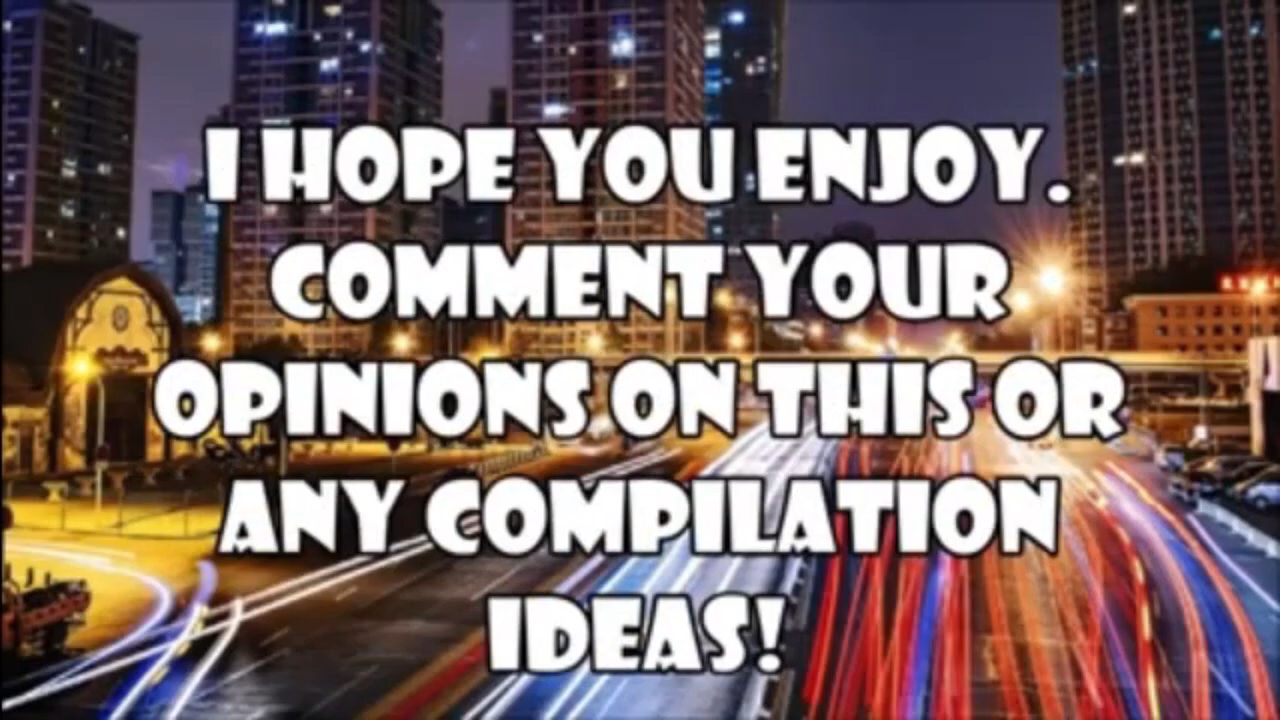 I HOPE YOU ENJOY.
COMMENT YOUR
OPINIONS ON THIS OR
ANY COMPILATION
IDEAS!